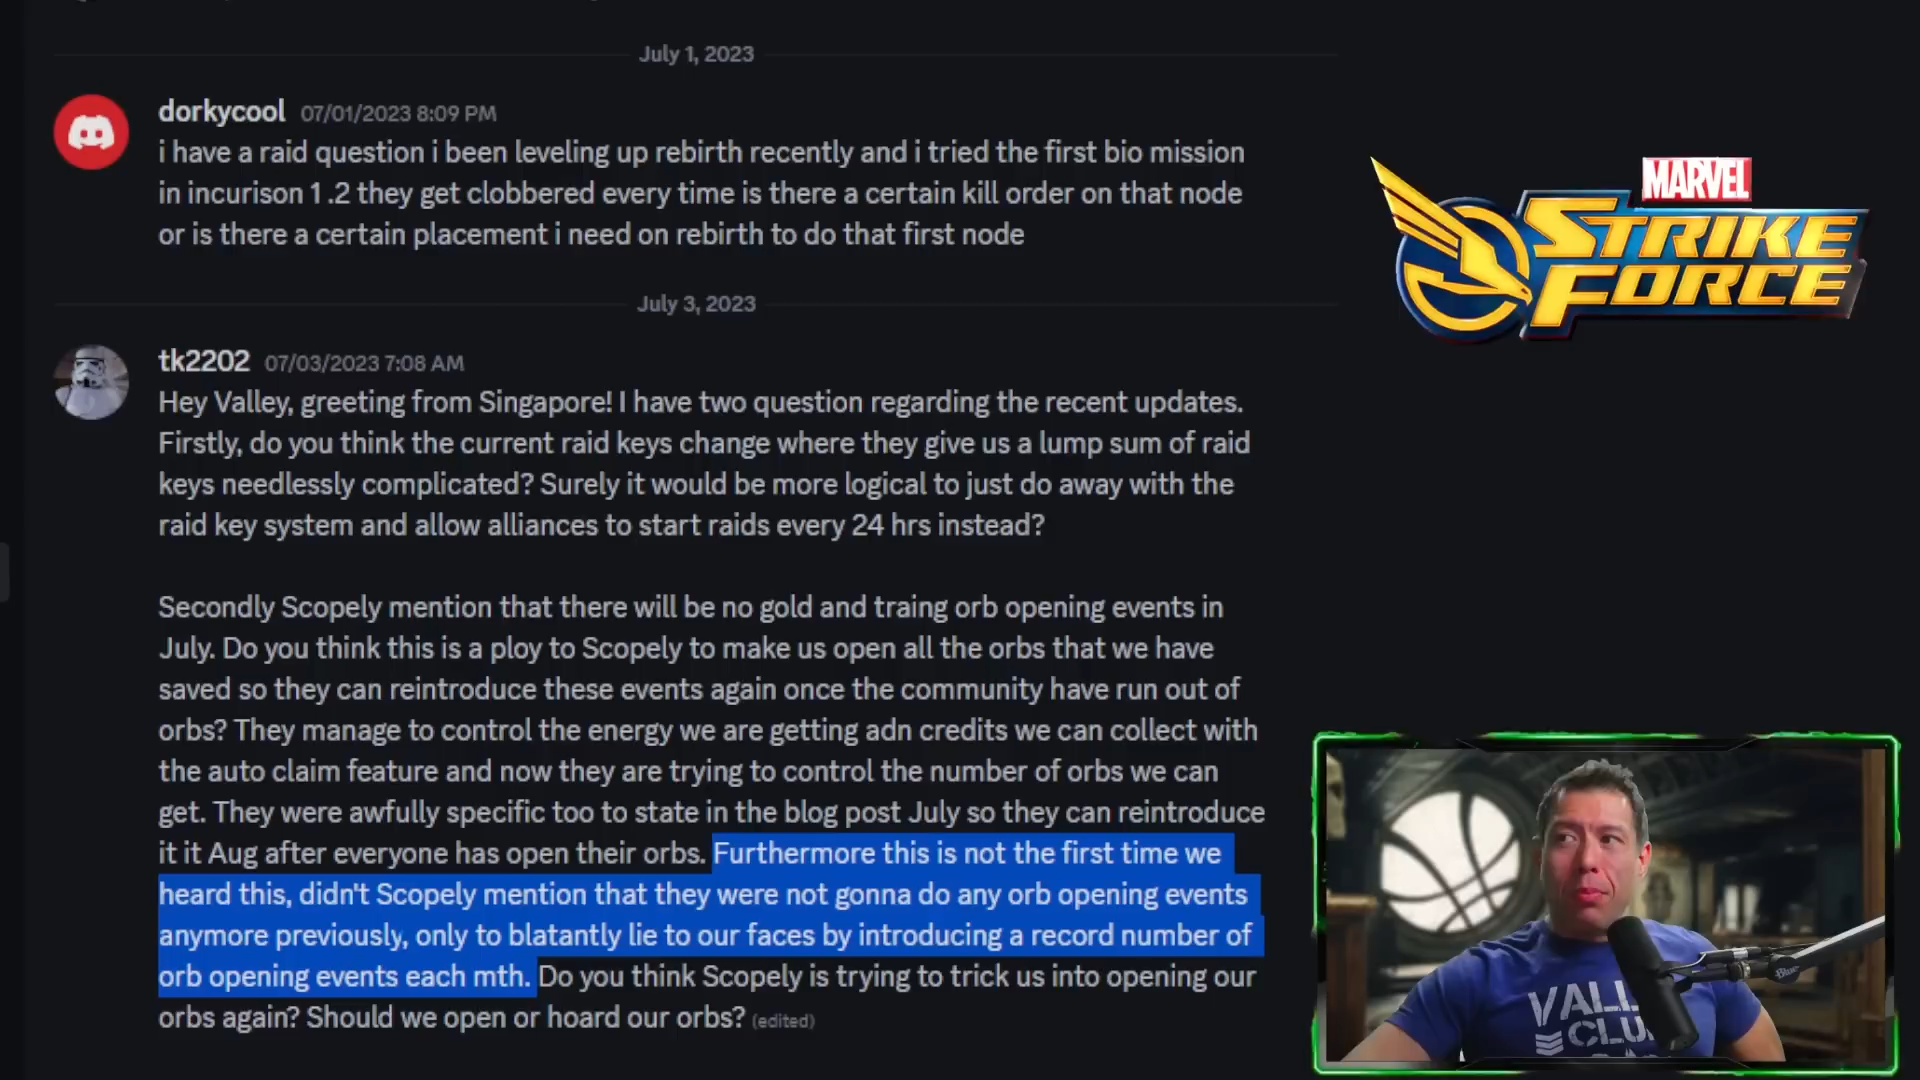 July 1, 2023
dorkycool 07/01/2023 8:09 PM
i have a raid question i been leveling up rebirth recently and i tried the first bio mission
in incurison 1 .2 they get clobbered every time is there a certain kill order on that node
or is there a certain placement i need on rebirth to do that first node
MARVEL
STRIKE
FORCE
July 3, 2023
tk2202 07/03/2023 7:08 AM
Hey Valley, greeting from Singapore! I have two question regarding the recent updates.
Firstly, do you think the current raid keys change where they give us a lump sum of raid
keys needlessly complicated? Surely it would be more logical to just do away with the
raid key system and allow alliances to start raids every 24 hrs instead?
Secondly Scopely mention that there will be no gold and traing orb opening events in
July. Do you think this is a ploy to Scopely to make us open all the orbs that we have
saved so they can reintroduce these events again once the community have run out of
orbs? They manage to control the energy we are getting adn credits we can collect with
the auto claim feature and now they are trying to control the number of orbs we can
get. They were awfully specific too to state in the blog post July so they can reintroduce
it it Aug after everyone has open their orbs. Furthermore this is not the first time we
heard this, didn't Scopely mention that they were not gonna do any orb opening events
anymore previously, only to blatantly lie to our faces by introducing a record number of
orb opening events each mth. Do you think Scopely is trying to trick us into opening our
orbs again? Should we open or hoard our orbs? (edited)
Blue